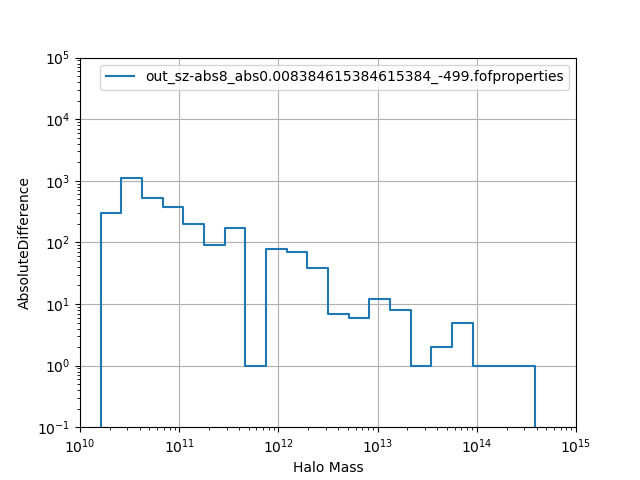 out_sz-abs8_abs0.008384615384615384_-499.fofproperties
10^5
10^4
10^3
10^2
10^1
10^0
10^-1
AbsoluteDifference
10^10 10^11 10^12 10^13 10^14 10^15
Halo Mass